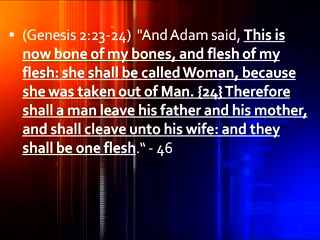 ▪ (Genesis 2:23-24) "And Adam said, This is
now bone of my bones, and flesh of my
flesh: she shall be called Woman, because
she was taken out of Man. {24} Therefore
shall a man leave his father and his mother,
and shall cleave unto his wife: and they
shall be one flesh." - 46